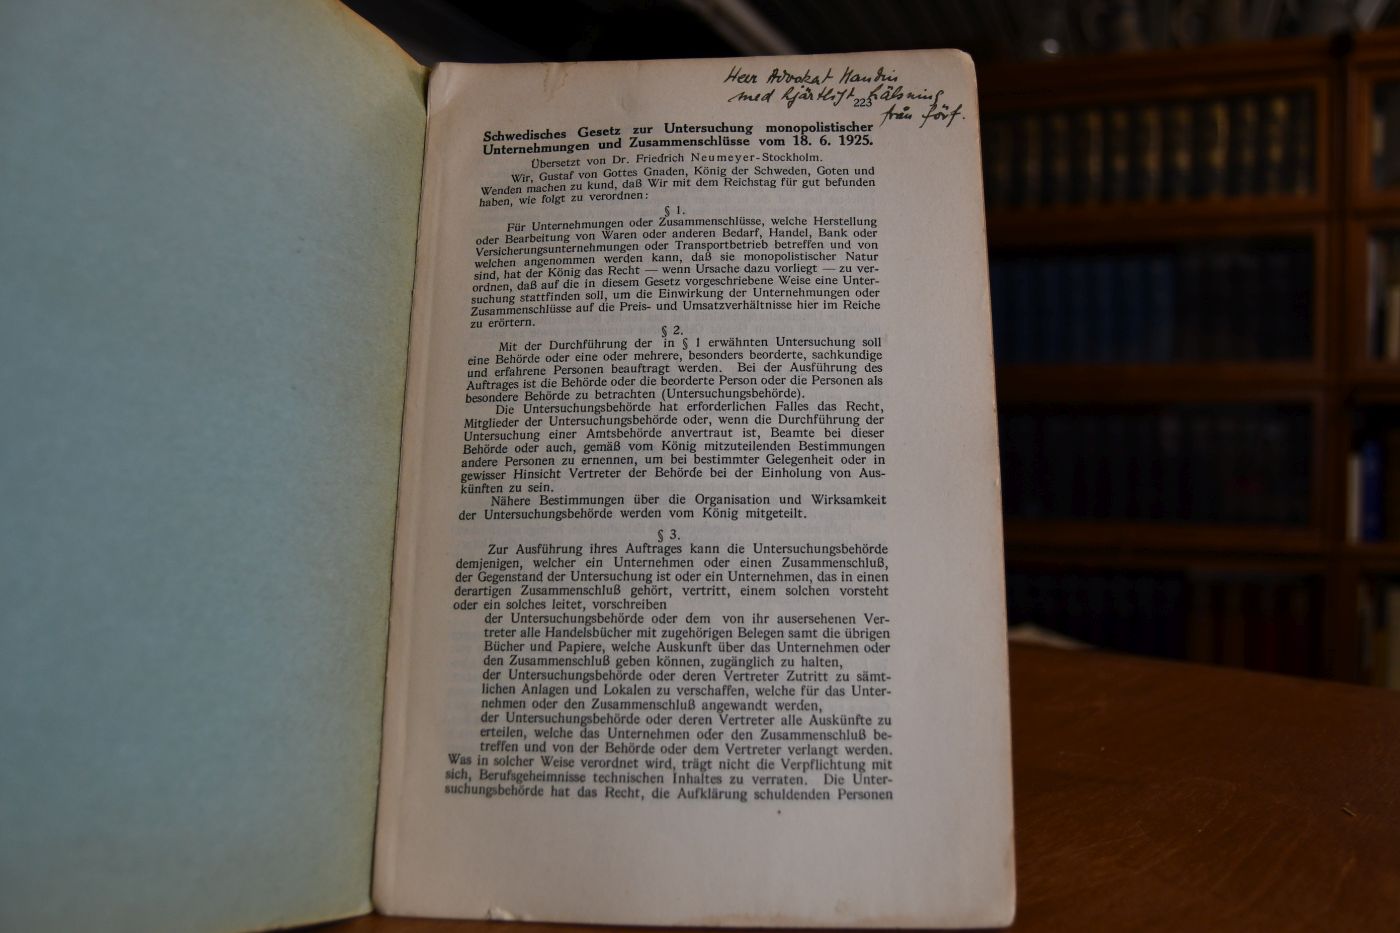 Herr Advokat
med hjärtlig hälsning
från förf.
223
Schwedisches Gesetz zur Untersuchung monopolistischer
Unternehmungen und Zusammenschlüsse vom 18. 6. 1925.
Übersetzt von Dr. Friedrich Neumeyer-Stockholm.
Wir, Gustaf von Gottes Gnaden, König der Schweden, Goten und
Wenden machen zu kund, daß Wir mit dem Reichstag für gut befunden
haben, wie folgt zu verordnen:
§ 1.
Für Unternehmungen oder Zusammenschlüsse, welche Herstellung
oder Bearbeitung von Waren oder anderen Bedarf, Handel, Bank oder
Versicherungsunternehmungen oder Transportbetrieb betreffen und von
welchen angenommen werden kann, daß sie monopolistischer Natur
sind, hat der König das Recht — wenn Ursache dazu vorliegt — zu ver-
ordnen, daß auf die in diesem Gesetz vorgeschriebene Weise eine Unter-
suchung stattfinden soll, um die Einwirkung der Unternehmungen oder
Zusammenschlüsse auf die Preis- und Umsatzverhältnisse hier im Reiche
zu erörtern.
§ 2.
Mit der Durchführung der in § 1 erwähnten Untersuchung soll
eine Behörde oder eine oder mehrere, besonders beorderte, sachkundige
und erfahrene Personen beauftragt werden. Bei der Ausführung des
Auftrages ist die Behörde oder die beorderte Person oder die Personen als
besondere Behörde zu betrachten (Untersuchungsbehörde).
Die Untersuchungsbehörde hat erforderlichen Falles das Recht,
Mitglieder der Untersuchungsbehörde oder, wenn die Durchführung der
Untersuchung einer Amtsbehörde anvertraut ist, Beamte bei dieser
Behörde oder auch, gemäß vom König mitzuteilenden Bestimmungen
andere Personen zu ernennen, um bei bestimmter Gelegenheit oder in
gewisser Hinsicht Vertreter der Behörde bei der Einholung von Aus-
künften zu sein.
Nähere Bestimmungen über die Organisation und Wirksamkeit
der Untersuchungsbehörde werden vom König mitgeteilt.
§ 3.
Zur Ausführung ihres Auftrages kann die Untersuchungsbehörde
demjenigen, welcher ein Unternehmen oder einen Zusammenschluß,
der Gegenstand der Untersuchung ist oder ein Unternehmen, das in einen
derartigen Zusammenschluß gehört, vertritt, einem solchen vorsteht
oder ein solches leitet, vorschreiben
der Untersuchungsbehörde oder dem von ihr ausersehenen Ver-
treter alle Handelsbücher mit zugehörigen Belegen samt die übrigen
Bücher und Papiere, welche Auskunft über das Unternehmen oder
den Zusammenschluß geben können, zugänglich zu halten,
der Untersuchungsbehörde oder deren Vertreter Zutritt zu sämt-
lichen Anlagen und Lokalen zu verschaffen, welche für das Unter-
nehmen oder den Zusammenschluß angewandt werden,
der Untersuchungsbehörde oder deren Vertreter alle Auskünfte zu
erteilen, welche das Unternehmen oder den Zusammenschluß be-
treffen und von der Behörde oder dem Vertreter verlangt werden.
Was in solcher Weise verordnet wird, trägt nicht die Verpflichtung mit
sich, Berufsgeheimnisse technischen Inhaltes zu verraten. Die Unter-
suchungsbehörde hat das Recht, die Aufklärung schuldenden Personen